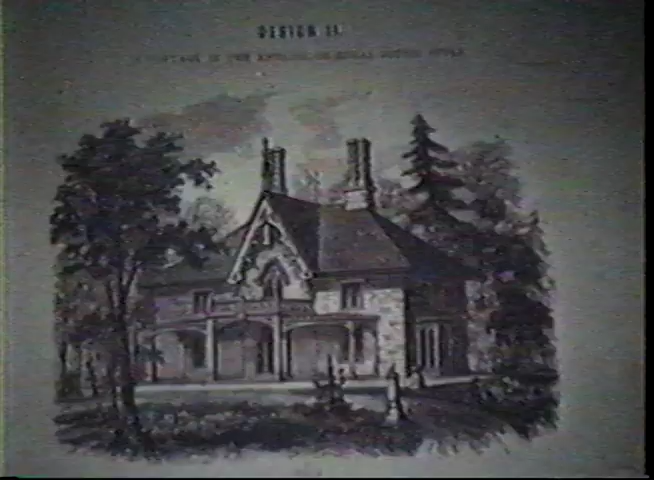 DESIGN II.
A COTTAGE IN THE ENGLISH OR RURAL GOTHIC STYLE